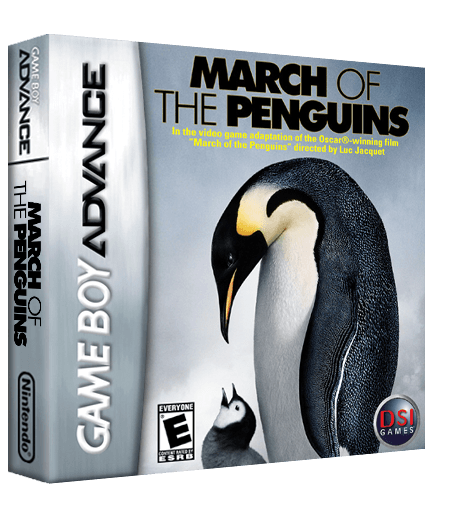 GAME BOY
ADVANCE
MARCH OF
THE PENGUINS
Nintendo®
GAME BOY ADVANCE
MARCH OF
THE PENGUINS
In the video game adaptation of the Oscar®-winning film
"March of the Penguins" directed by Luc Jacquet
EVERYONE
E
CONTENT RATED BY
ESRB
DSI
GAMES